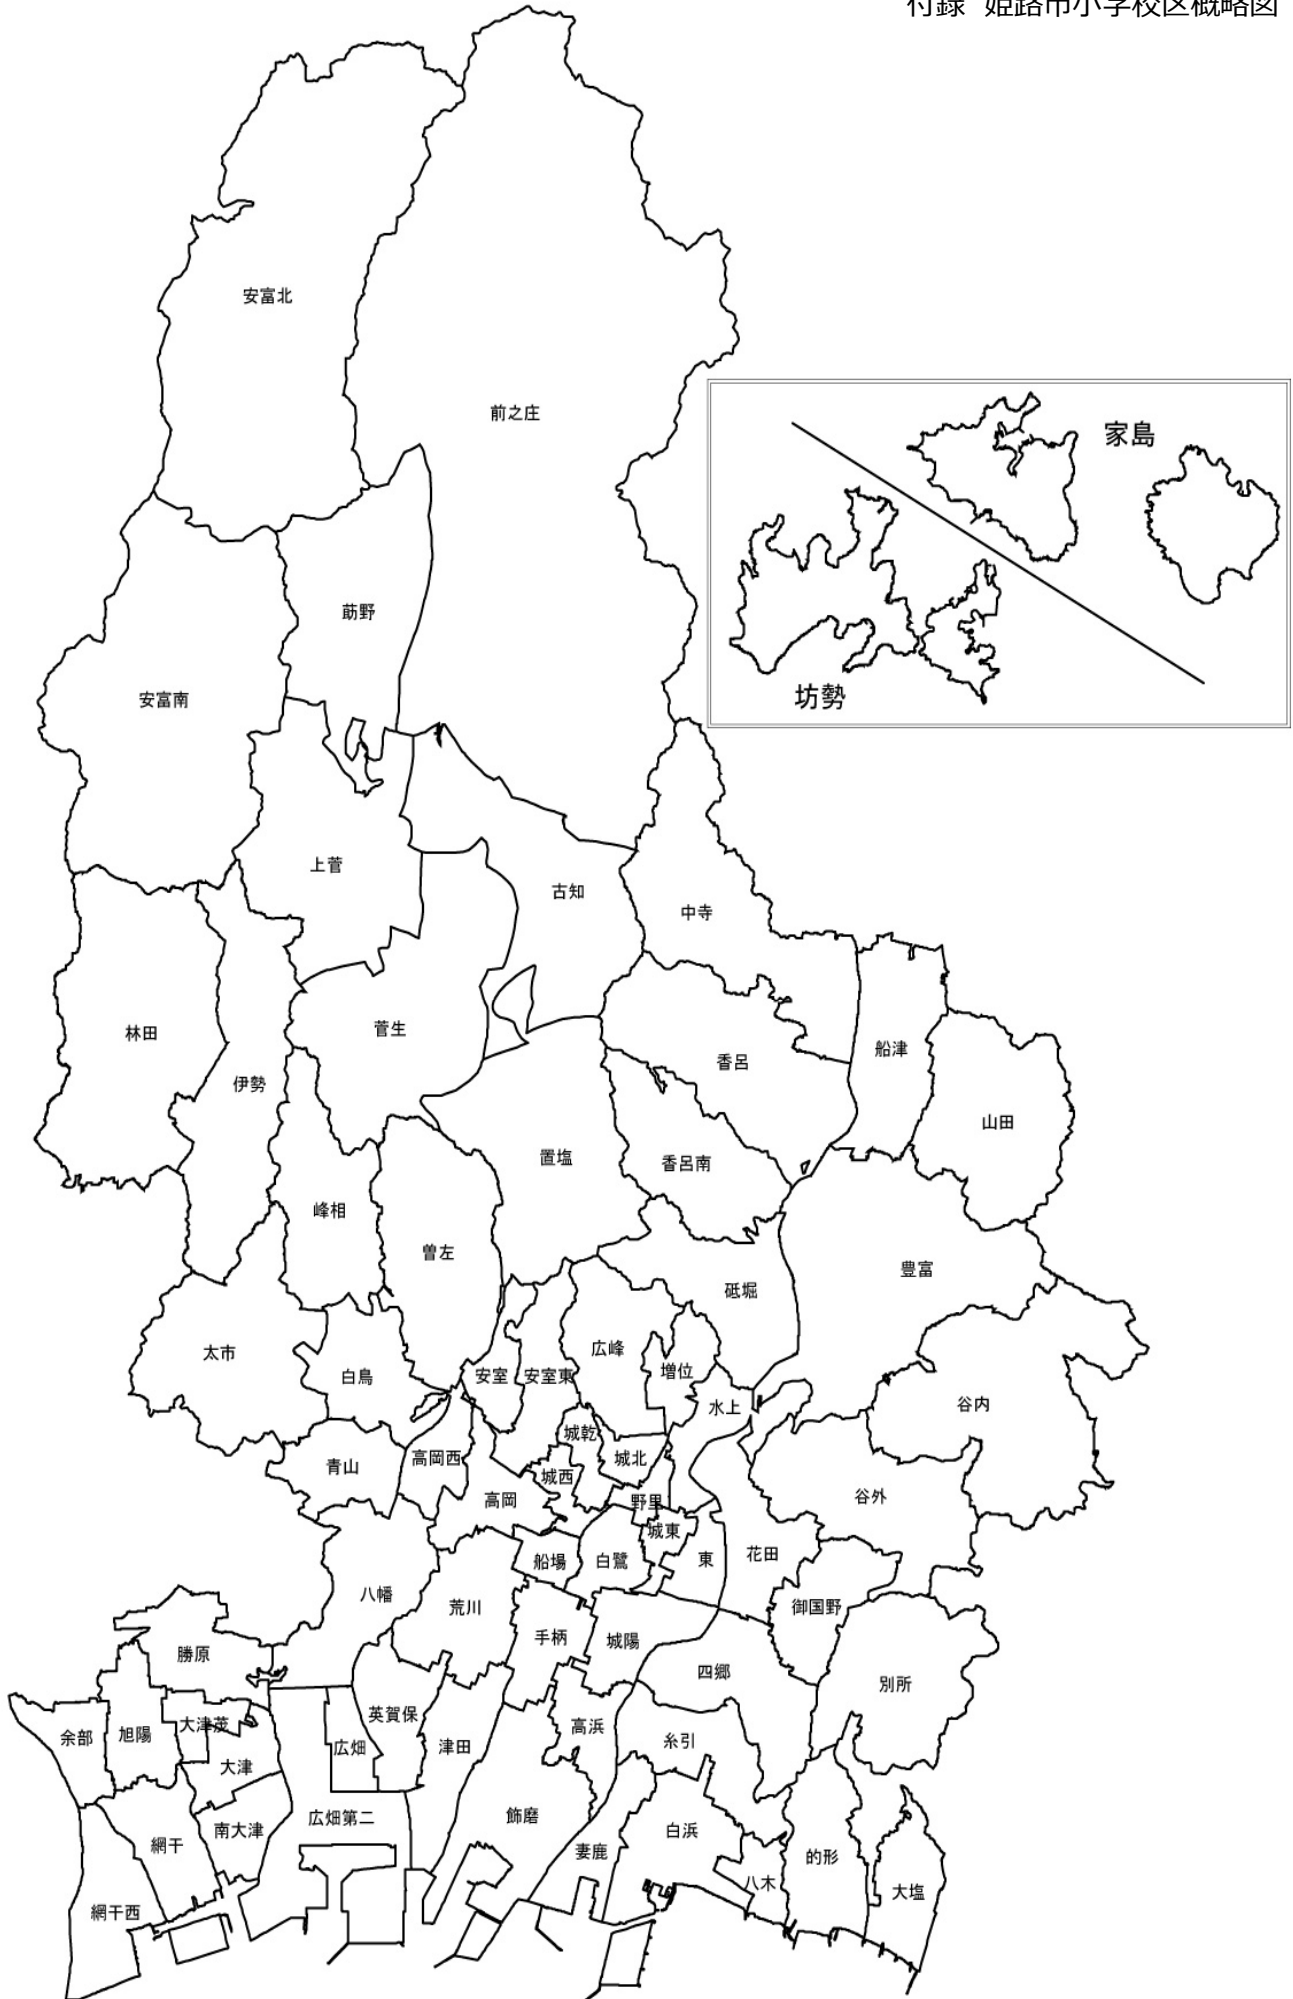 付録 姫路市小学校区概略図
安富北
前之庄
家島
坊勢
莇野
安富南
上菅
古知
中寺
林田
菅生
船津
香呂
伊勢
山田
置塩
香呂南
峰相
曽左
豊富
砥堀
太市
白鳥
安室
安室東
広峰
増位
水上
谷内
城乾
城北
青山
高岡西
城西
高岡
野里
谷外
城東
船場
白鷺
東
花田
八幡
荒川
御国野
手柄
城陽
勝原
四郷
別所
余部
旭陽
大津茂
英賀保
高浜
広畑
津田
糸引
大津
広畑第二
飾磨
南大津
網干
白浜
妻鹿
的形
八木
大塩
網干西